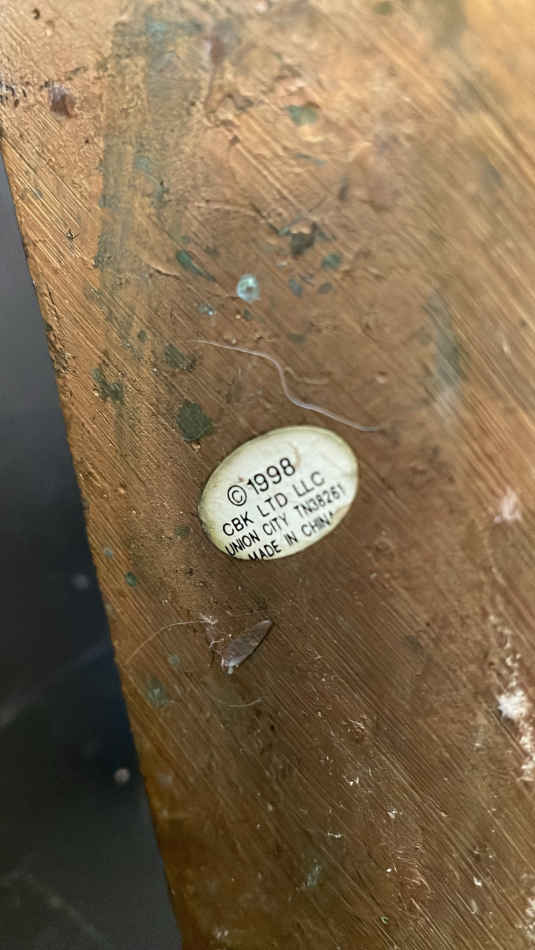 ©1998
CBK LTD LLC
UNION CITY TN38261
MADE IN CHINA